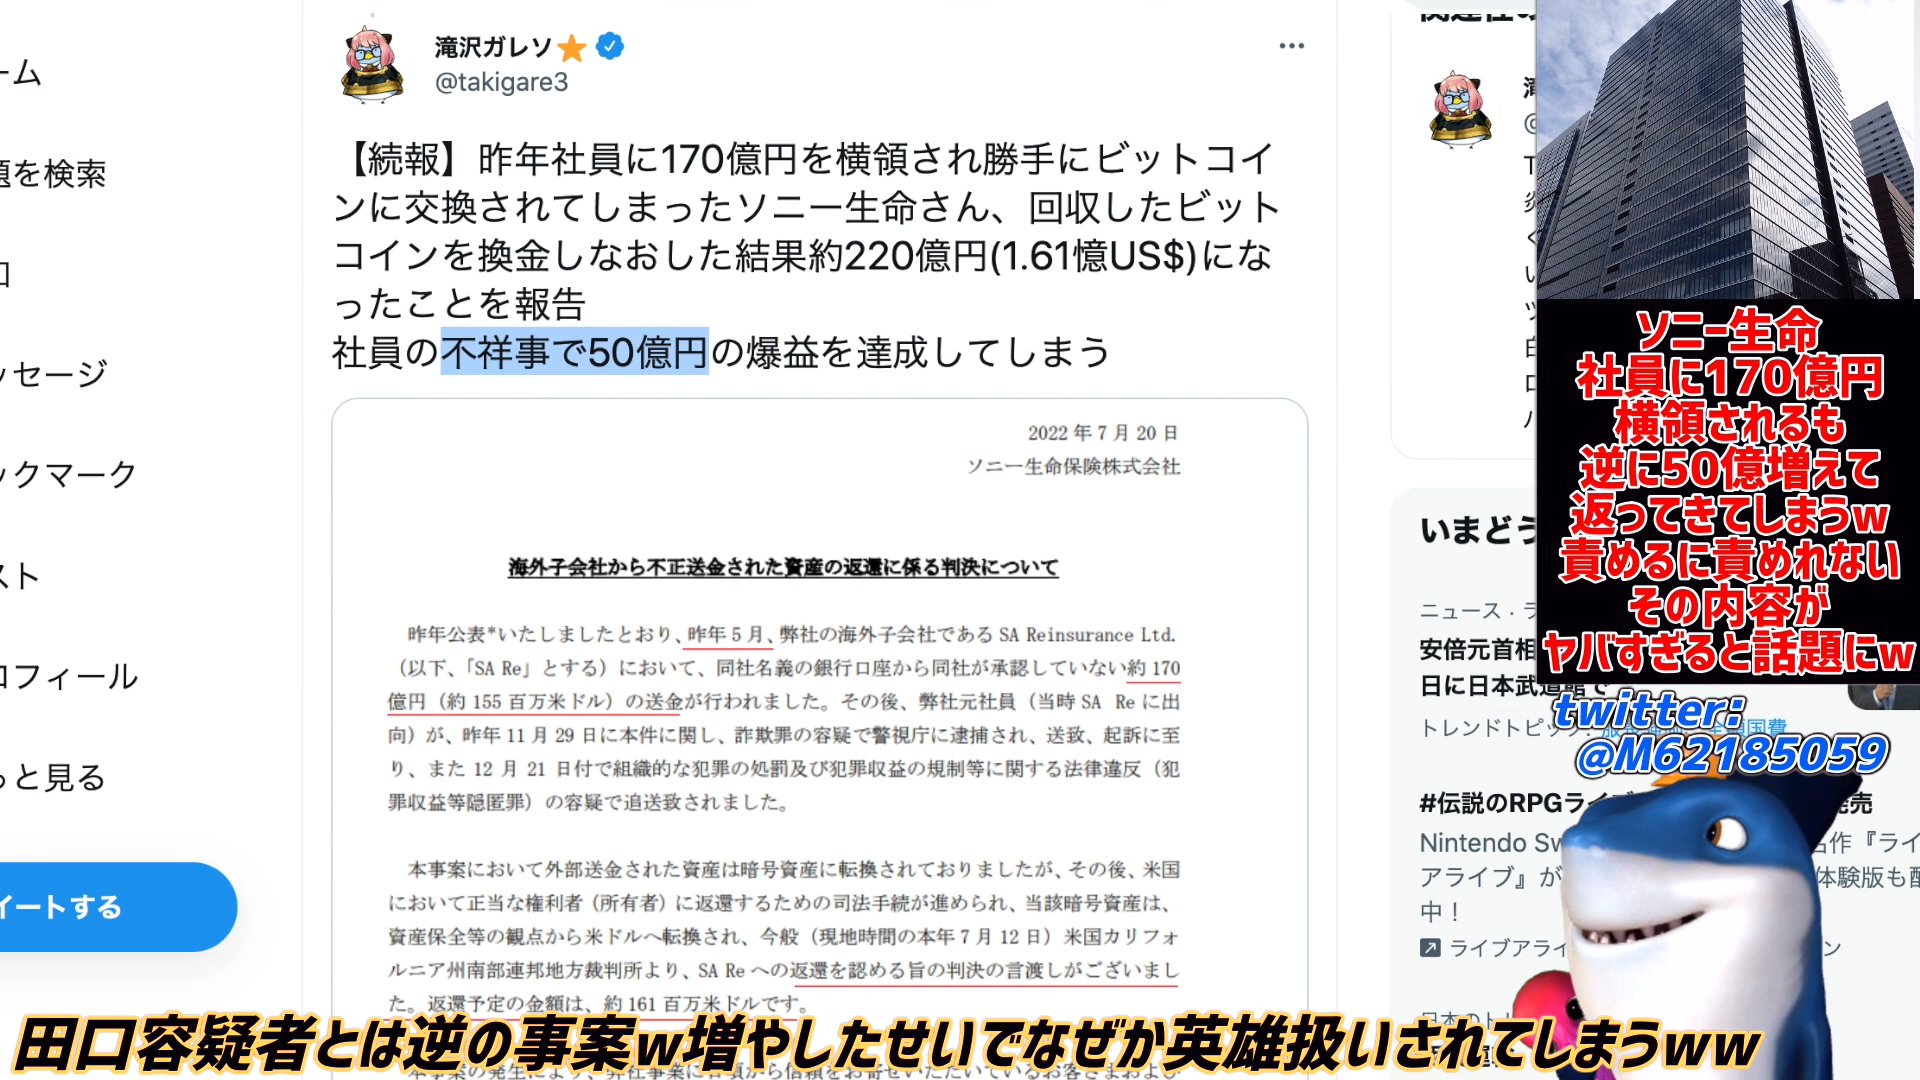 ーム
題を検索
ッセージ
ックマーク
スト
ロフィール
っと見る
イートする
滝沢ガレソ
@takigare3
【続報】昨年社員に170億円を横領され勝手にビットコイ
ンに交換されてしまったソニー生命さん、回収したビット
コインを換金しなおした結果約220億円(1.61憶US$)にな
ったことを報告
社員の不祥事で50億円の爆益を達成してしまう
2022 年 7 月 20 日
ソニー生命保険株式会社
海外子会社から不正送金された資産の返還に係る判決について
昨年公表*いたしましたとおり、昨年 5 月、弊社の海外子会社である SA Reinsurance Ltd.
（以下、「SA Re」とする）において、同社名義の銀行口座から同社が承認していない約 170
億円（約 155 百万米ドル）の送金が行われました。その後、弊社元社員（当時 SA Re に出
向）が、昨年 11 月 29 日に本件に関し、詐欺罪の容疑で警視庁に逮捕され、送致、起訴に至
り、また 12 月 21 日付で組織的な犯罪の処罰及び犯罪収益の規制等に関する法律違反（犯
罪収益等隠匿罪）の容疑で追送致されました。
本事案において外部送金された資産は暗号資産に転換されておりましたが、その後、米国
において正当な権利者（所有者）に返還するための司法手続が進められ、当該暗号資産は、
資産保全等の観点から米ドルへ転換され、今般（現地時間の本年 7 月 12 日）米国カリフォ
ルニア州南部連邦地方裁判所より、SA Re への返還を認める旨の判決の言渡しがございまし
た。返還予定の金額は、約 161 百万米ドルです。
いまどう
ニュース · ラ
安倍元首相
日に日本武道館で
トレンドトピック:
#伝説のRPGライブ
発売
Nintendo Sw
名作『ライ
アライブ』が
体験版も配
中！
ライブアライ
ン
ソニー生命
社員に170億円
横領されるも
逆に50億増えて
返ってきてしまうw
責めるに責めれない
その内容が
ヤバすぎると話題にw
twitter:
@M62185059
田口容疑者とは逆の事案w増やしたせいでなぜか英雄扱いされてしまうww